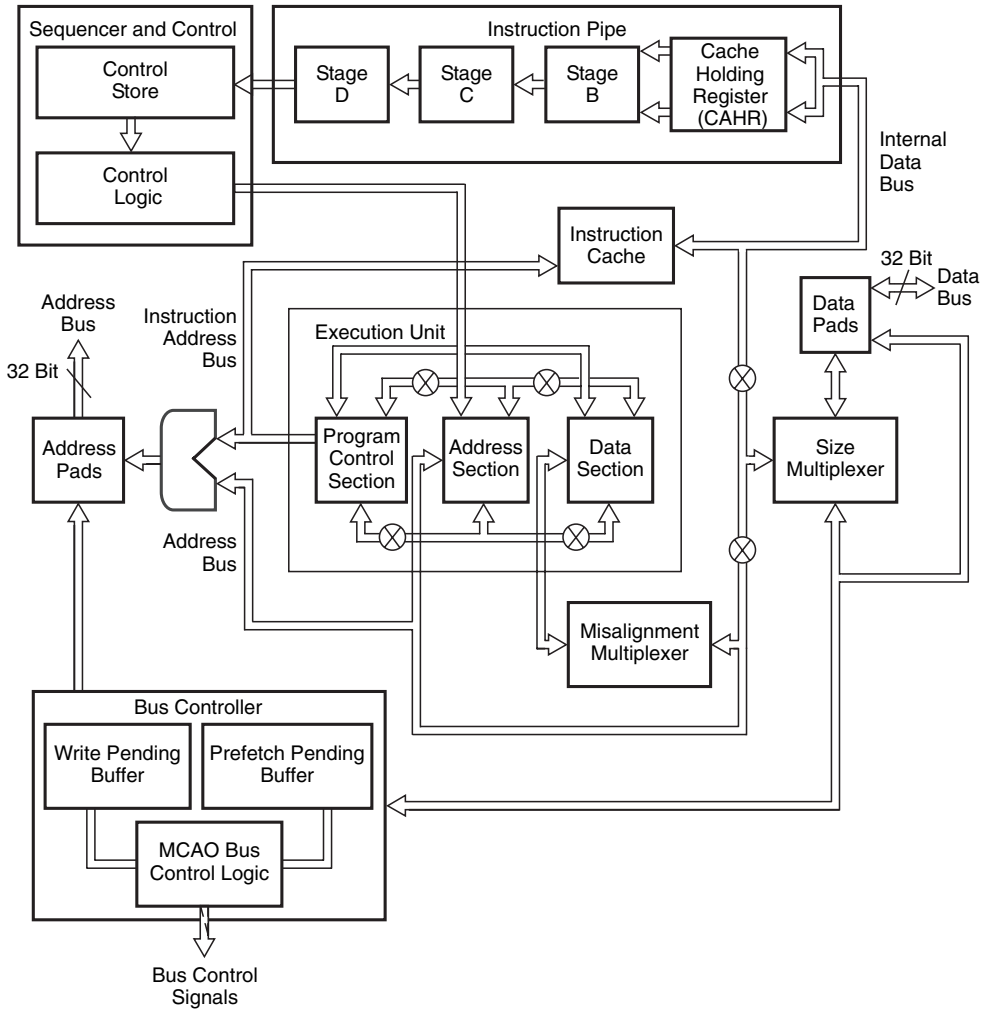 Sequencer and Control
Control
Store
Control
Logic
Instruction Pipe
Stage
D
Stage
C
Stage
B
Cache
Holding
Register
(CAHR)
Internal
Data
Bus
Instruction
Cache
32 Bit
Data
Bus
Data
Pads
Address
Bus
32 Bit
Instruction
Address
Bus
Execution Unit
Address
Pads
Program
Control
Section
Address
Section
Data
Section
Size
Multiplexer
Address
Bus
Misalignment
Multiplexer
Bus Controller
Write Pending
Buffer
Prefetch Pending
Buffer
MCAO Bus
Control Logic
Bus Control
Signals